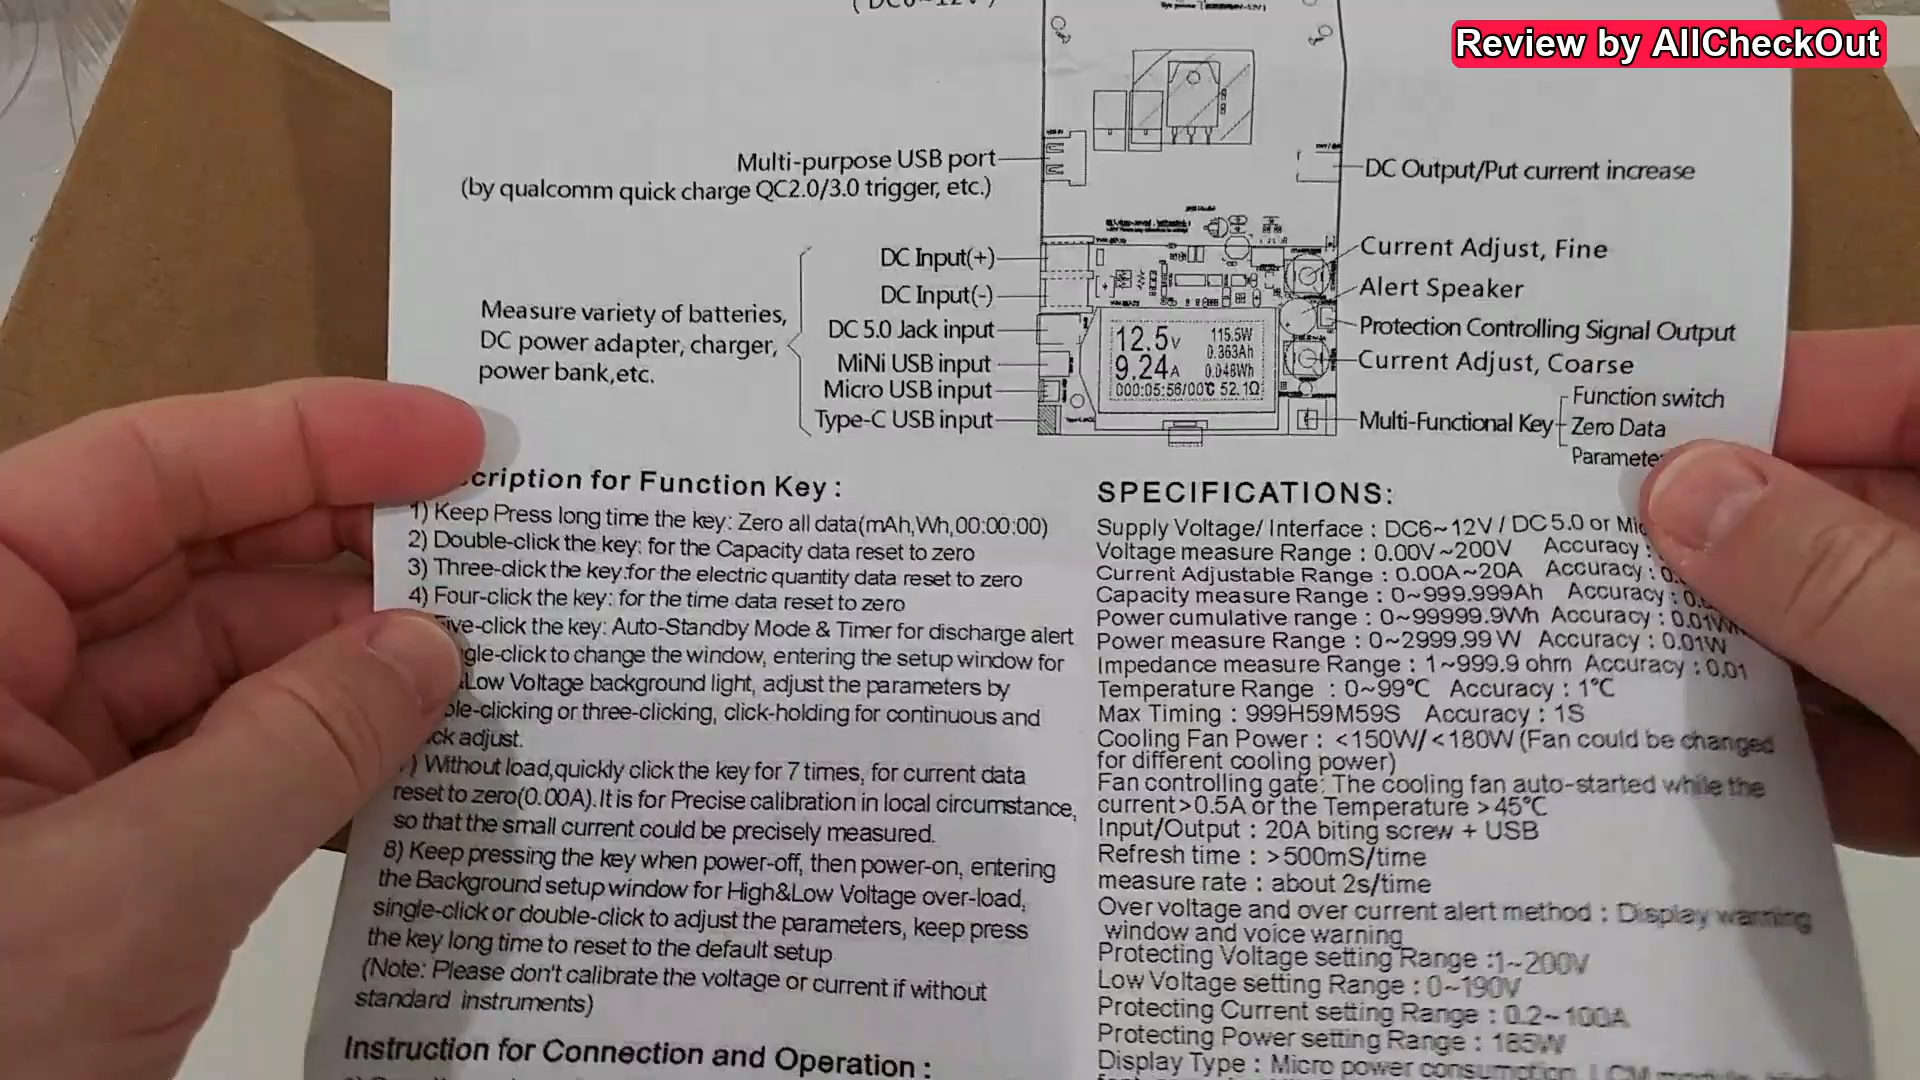 Review by AllCheckOut
Multi-purpose USB port
(by qualcomm quick charge QC2.0/3.0 trigger, etc.)
DC Output/Put current increase
DC Input(+)
DC Input(-)
DC 5.0 Jack input
MiNi USB input
Micro USB input
Type-C USB input
Measure variety of batteries,
DC power adapter, charger,
power bank,etc.
12.5V 115.5W
0.363Ah
9.24A 0.048Wh
000:05:56/00℃ 52.1Ω
Current Adjust, Fine
Alert Speaker
Protection Controlling Signal Output
Current Adjust, Coarse
Multi-Functional Key
Function switch
Zero Data
Parameter
cription for Function Key :
1) Keep Press long time the key: Zero all data(mAh,Wh,00:00:00)
2) Double-click the key: for the Capacity data reset to zero
3) Three-click the key:for the electric quantity data reset to zero
4) Four-click the key: for the time data reset to zero
ive-click the key: Auto-Standby Mode & Timer for discharge alert
gle-click to change the window, entering the setup window for
Low Voltage background light, adjust the parameters by
ble-clicking or three-clicking, click-holding for continuous and
ck adjust.
) Without load,quickly click the key for 7 times, for current data
reset to zero(0.00A).It is for Precise calibration in local circumstance,
so that the small current could be precisely measured.
8) Keep pressing the key when power-off, then power-on, entering
the Background setup window for High&Low Voltage over-load,
single-click or double-click to adjust the parameters, keep press
the key long time to reset to the default setup
(Note: Please don't calibrate the voltage or current if without
standard instruments)
Instruction for Connection and Operation :
SPECIFICATIONS:
Supply Voltage/ Interface : DC6~12V / DC 5.0 or Mic
Voltage measure Range : 0.00V~200V Accuracy :
Current Adjustable Range : 0.00A~20A Accuracy : 0.
Capacity measure Range : 0~999.999Ah Accuracy : 0.
Power cumulative range : 0~99999.9Wh Accuracy : 0.01Wh
Power measure Range : 0~2999.99 W Accuracy : 0.01W
Impedance measure Range : 1~999.9 ohm Accuracy : 0.01
Temperature Range : 0~99℃ Accuracy : 1℃
Max Timing : 999H59M59S Accuracy : 1S
Cooling Fan Power : <150W/ <180W (Fan could be changed
for different cooling power)
Fan controlling gate: The cooling fan auto-started while the
current>0.5A or the Temperature >45℃
Input/Output : 20A biting screw + USB
Refresh time : >500mS/time
measure rate : about 2s/time
Over voltage and over current alert method : Display warning
window and voice warning
Protecting Voltage setting Range :1~200V
Low Voltage setting Range : 0~190V
Protecting Current setting Range : 0.2~100A
Protecting Power setting Range : 185W
Display Type : Micro power consumption